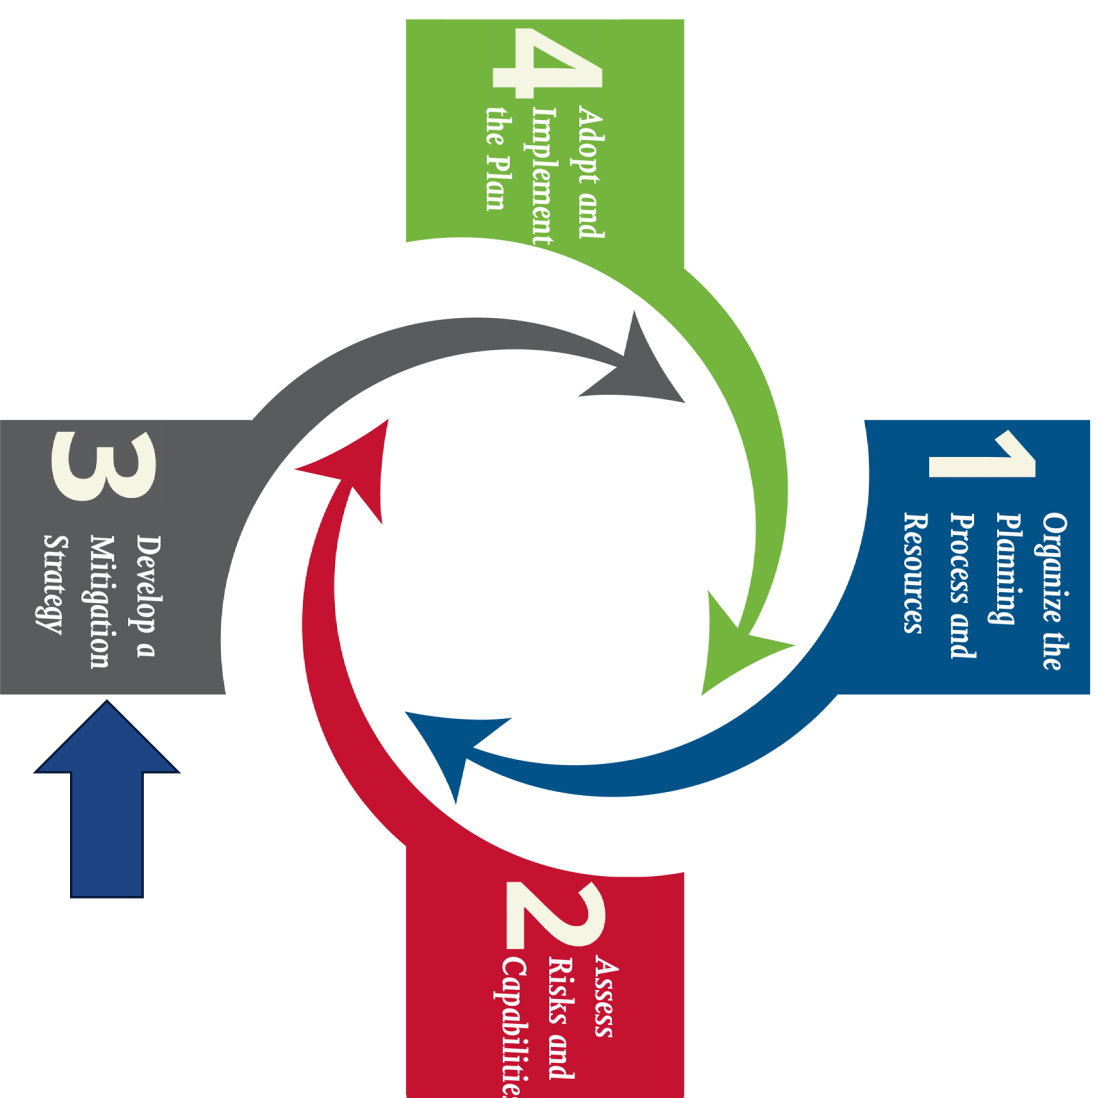 1
Organize the
Planning
Process and
Resources
2
Assess
Risks and
Capabilitie
3
Develop a
Mitigation
Strategy
4
Adopt and
Implement
the Plan